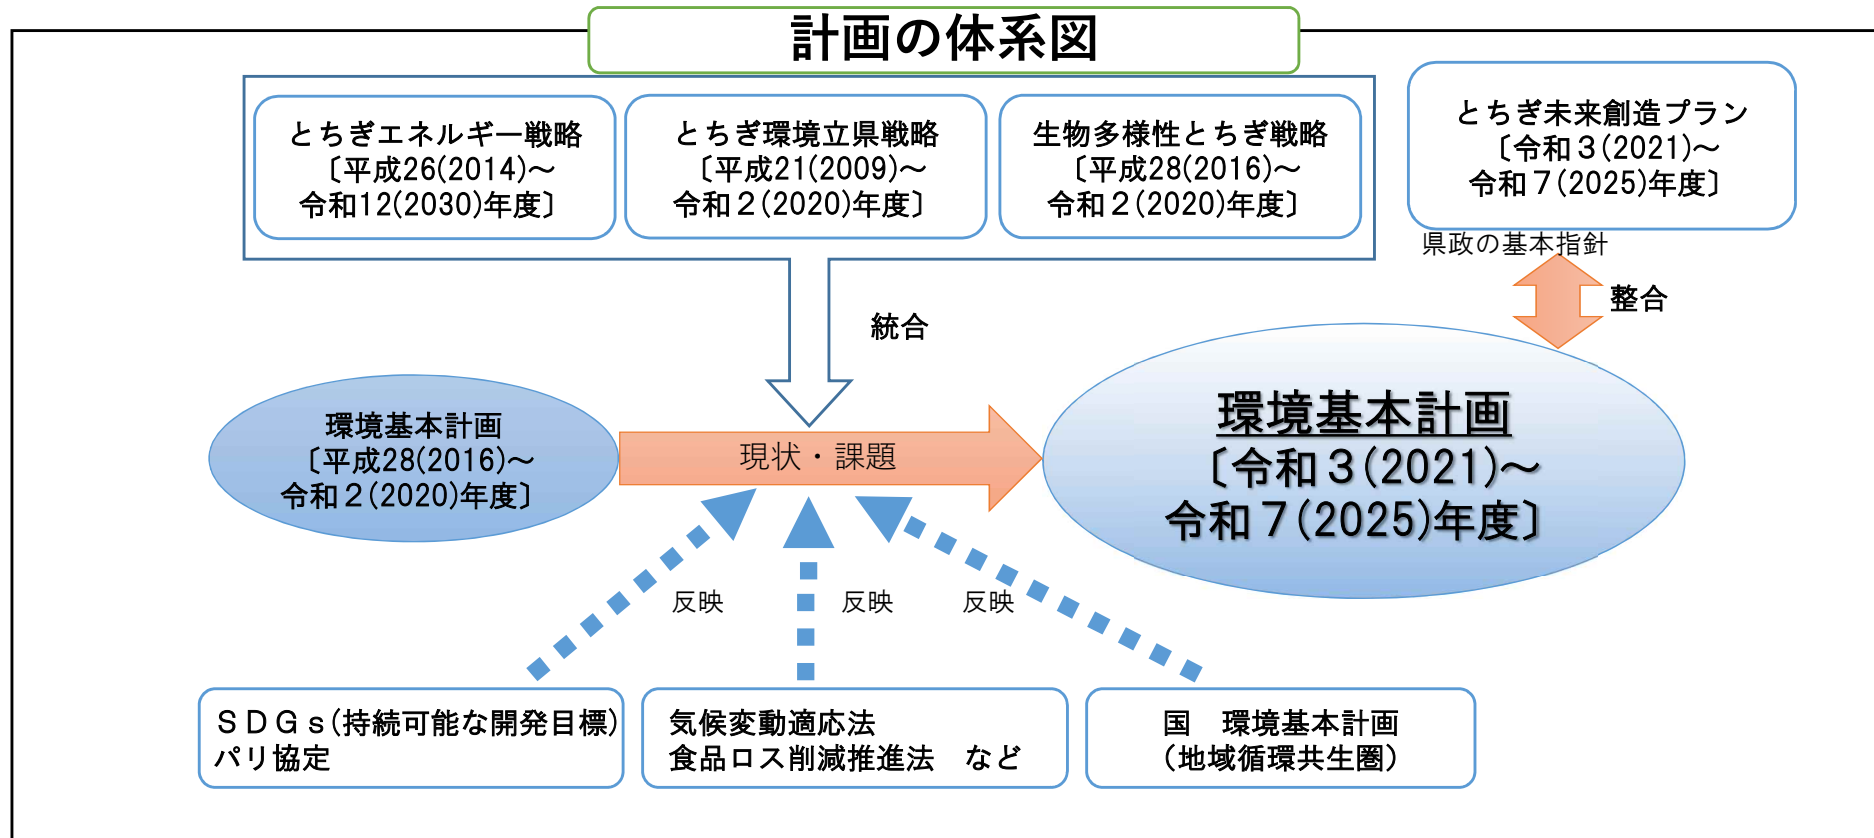 計画の体系図
とちぎエネルギー戦略
〔平成26(2014)～
令和12(2030)年度〕
とちぎ環境立県戦略
〔平成21(2009)～
令和２(2020)年度〕
生物多様性とちぎ戦略
〔平成28(2016)～
令和２(2020)年度〕
とちぎ未来創造プラン
〔令和３(2021)～
令和７(2025)年度〕
県政の基本指針
整合
統合
環境基本計画
〔平成28(2016)～
令和２(2020)年度〕
現状・課題
環境基本計画
〔令和３(2021)～
令和７(2025)年度〕
反映
反映
反映
ＳＤＧｓ(持続可能な開発目標)
パリ協定
気候変動適応法
食品ロス削減推進法　など
国　環境基本計画
(地域循環共生圏)